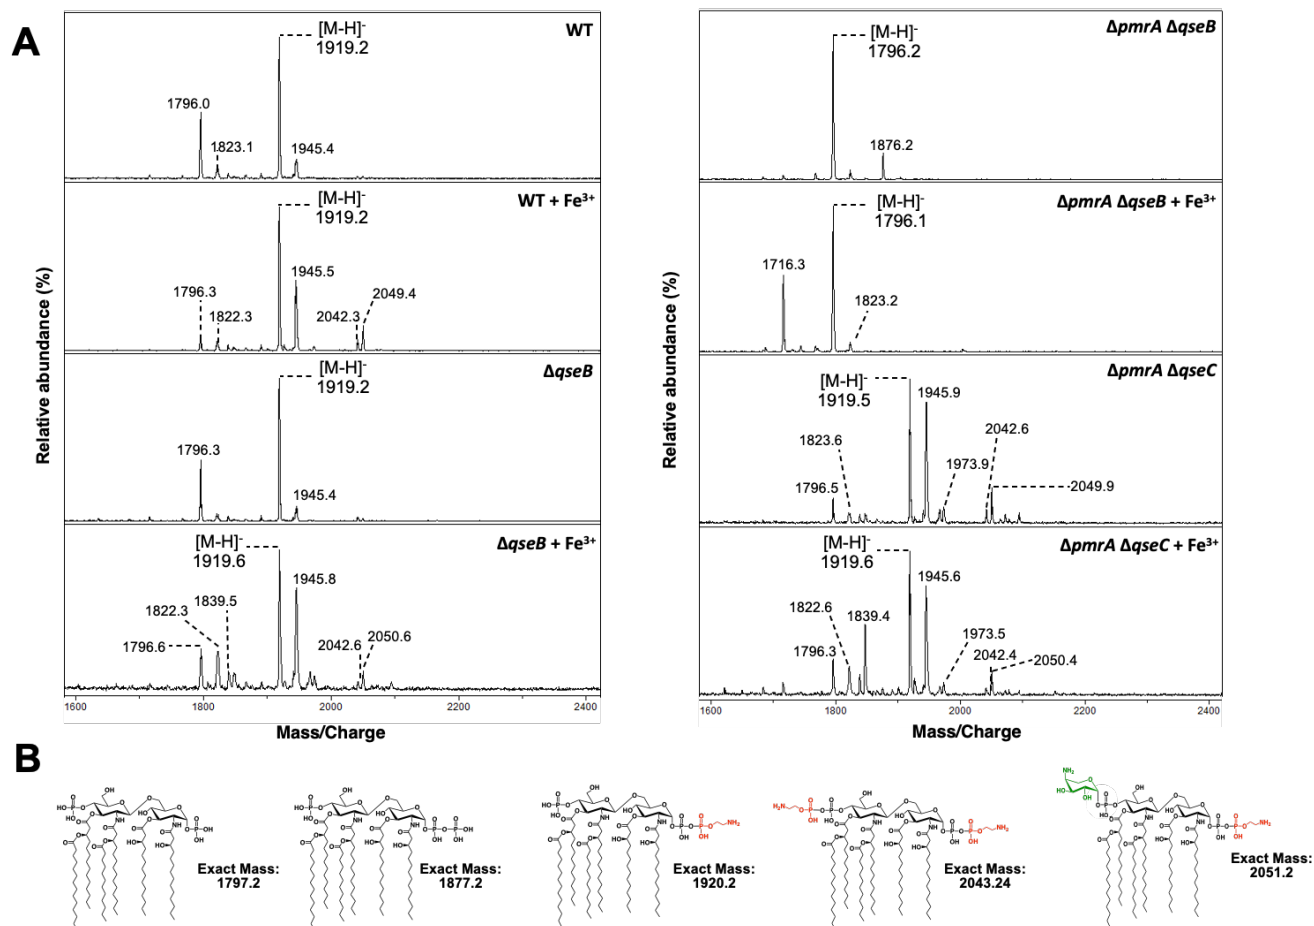 A
Relative abundance (%)
WT
[M-H]-
1919.2
1796.0
1823.1
1945.4
WT + Fe³⁺
[M-H]-
1919.2
1796.3
1822.3
1945.5
2042.3
2049.4
ΔqseB
[M-H]-
1919.2
1796.3
1945.4
ΔqseB + Fe³⁺
[M-H]-
1919.6
1945.8
1839.5
1822.3
1796.6
2042.6
2050.6
1600
1800
2000
2200
2400
Mass/Charge
Relative abundance (%)
ΔpmrA ΔqseB
[M-H]-
1796.2
1876.2
ΔpmrA ΔqseB + Fe³⁺
[M-H]-
1796.1
1716.3
1823.2
ΔpmrA ΔqseC
[M-H]-
1919.5
1945.9
1823.6
2042.6
1973.9
1796.5
2049.9
ΔpmrA ΔqseC + Fe³⁺
[M-H]-
1919.6
1945.6
1822.6
1839.4
1973.5
1796.3
2042.4
2050.4
1600
1800
2000
2200
2400
Mass/Charge
B
Exact Mass:
1797.2
Exact Mass:
1877.2
Exact Mass:
1920.2
Exact Mass:
2043.24
Exact Mass:
2051.2